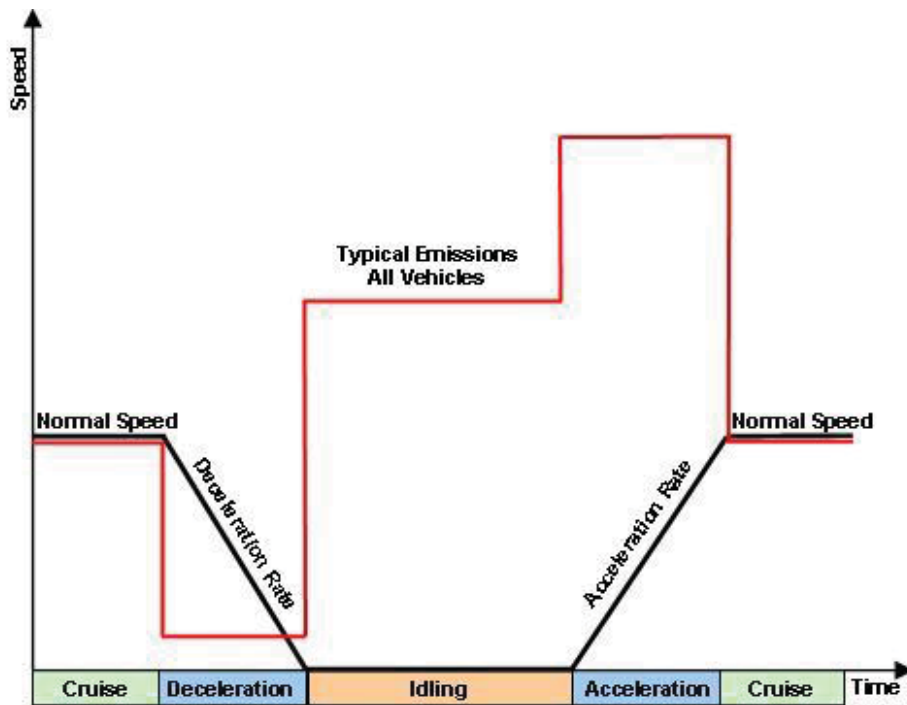 Speed
Typical Emissions
All Vehicles
Normal Speed
Normal Speed
Deceleration Rate
Acceleration Rate
Cruise
Deceleration
Idling
Acceleration
Cruise
Time